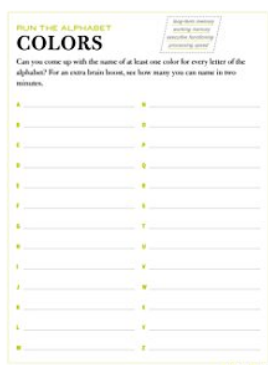 RUN THE ALPHABET
COLORS
long-term memory
working memory
executive functioning
processing speed
Can you come up with the name of at least one color for every letter of the
alphabet? For an extra brain boost, see how many you can name in two
minutes.
A
B
C
D
E
F
G
H
I
J
K
L
M
N
O
P
Q
R
S
T
U
V
W
X
Y
Z